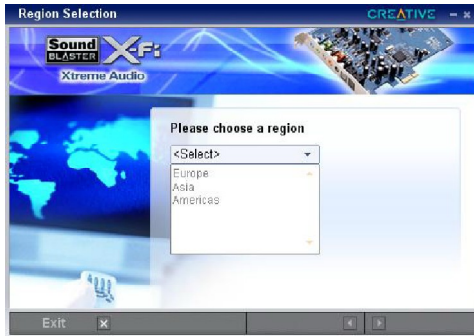 Region Selection
CREATIVE
Sound
BLASTER
X-Fi
Xtreme Audio
Please choose a region
<Select>
Europe
Asia
Americas
Exit